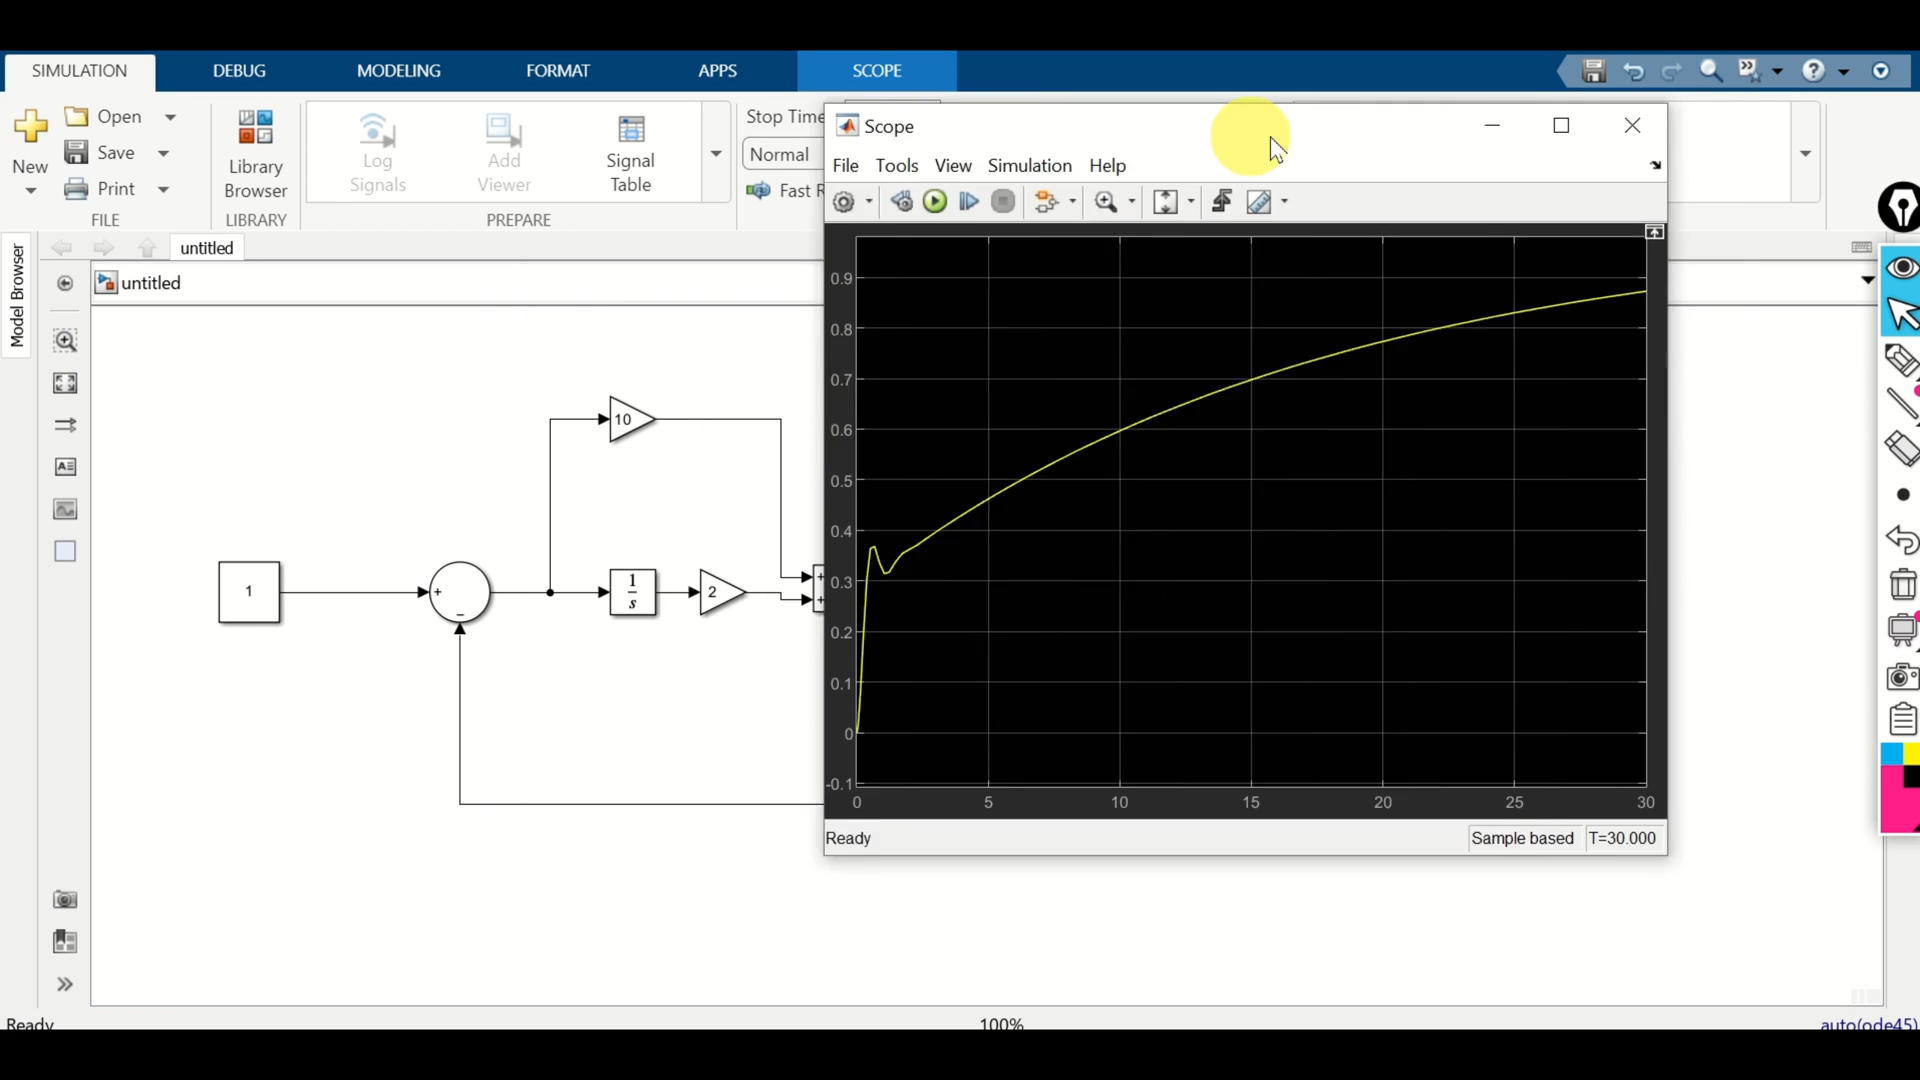 SIMULATION DEBUG MODELING FORMAT APPS SCOPE
New
Open
Save
Print
FILE
Library
Browser
LIBRARY
Log
Signals
Add
Viewer
Signal
Table
PREPARE
Stop Time
Normal
Fast R
Model Browser
untitled
untitled
1
+
−
10
1
s
2
+
+
Scope
File Tools View Simulation Help
0.9
0.8
0.7
0.6
0.5
0.4
0.3
0.2
0.1
0
-0.1
0 5 10 15 20 25 30
Ready Sample based T=30.000
Ready 100% auto(ode45)